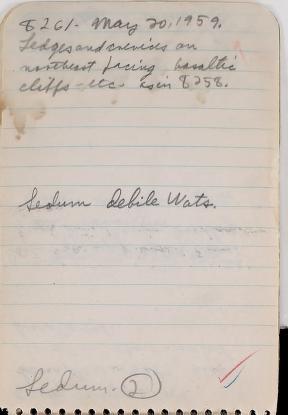 8261- May 20, 1959.
Ledges and crevices on
northeast facing basaltic
cliffs - etc. as in 8258.
Sedum debile Wats.
Sedum. 2